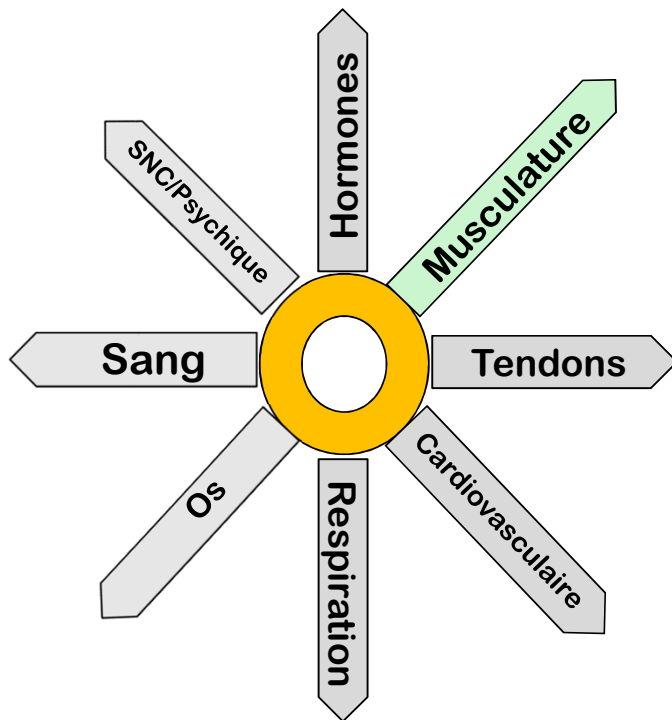 Hormones
Musculature
SNC/Psychique
Sang
Tendons
Os
Cardiovasculaire
Respiration